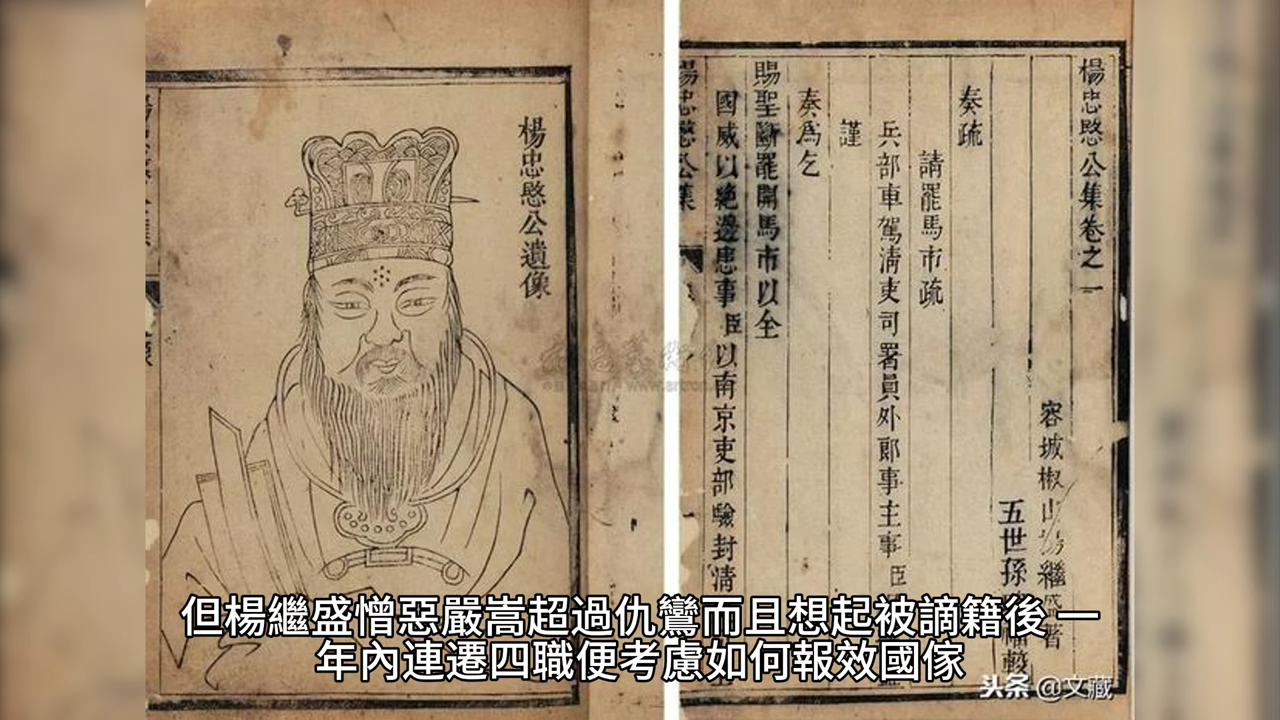 楊忠愍公遺像
楊忠愍公集卷之一
容城椒山楊繼盛著
五世孫
奏疏
請罷馬市疏
兵部車駕清吏司署員外郎事主事臣
謹
奏爲乞
賜聖斷罷開馬市以全
國威以絶邊患事臣以南京吏部驗封清
楊忠愍公集
但楊繼盛憎惡嚴嵩超過仇鸞而且想起被謫籍後 一
年內連遷四職便考慮如何報效國傢
头条 @文藏